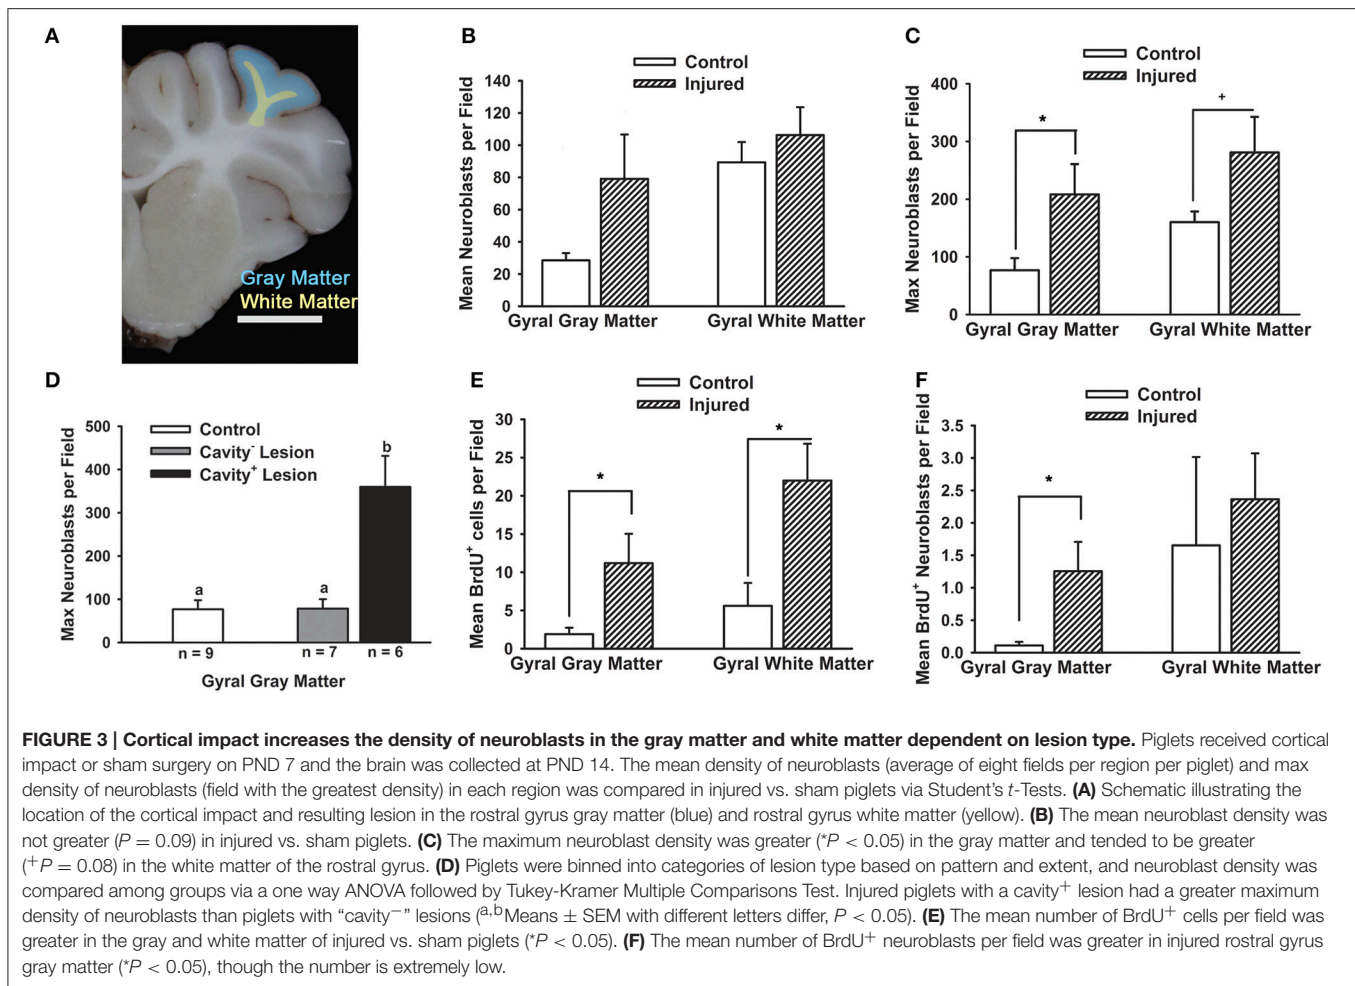 A
Gray Matter
White Matter
B
Control
Injured
Mean Neuroblasts per Field
140
120
100
80
60
40
20
0
Gyral Gray Matter
Gyral White Matter
C
Control
Injured
Max Neuroblasts per Field
400
300
200
100
0
*
+
Gyral Gray Matter
Gyral White Matter
D
Control
Cavity⁻ Lesion
Cavity⁺ Lesion
Max Neuroblasts per Field
500
400
300
200
100
0
a
a
b
n = 9
n = 7
n = 6
Gyral Gray Matter
E
Control
Injured
Mean BrdU⁺ cells per Field
30
25
20
15
10
5
0
*
*
Gyral Gray Matter
Gyral White Matter
F
Control
Injured
Mean BrdU⁺ Neuroblasts per Field
3.5
3.0
2.5
2.0
1.5
1.0
0.5
0.0
*
Gyral Gray Matter
Gyral White Matter
FIGURE 3 | Cortical impact increases the density of neuroblasts in the gray matter and white matter dependent on lesion type. Piglets received cortical
impact or sham surgery on PND 7 and the brain was collected at PND 14. The mean density of neuroblasts (average of eight fields per region per piglet) and max
density of neuroblasts (field with the greatest density) in each region was compared in injured vs. sham piglets via Student's t-Tests. (A) Schematic illustrating the
location of the cortical impact and resulting lesion in the rostral gyrus gray matter (blue) and rostral gyrus white matter (yellow). (B) The mean neuroblast density was
not greater (P = 0.09) in injured vs. sham piglets. (C) The maximum neuroblast density was greater (*P < 0.05) in the gray matter and tended to be greater
(⁺P = 0.08) in the white matter of the rostral gyrus. (D) Piglets were binned into categories of lesion type based on pattern and extent, and neuroblast density was
compared among groups via a one way ANOVA followed by Tukey-Kramer Multiple Comparisons Test. Injured piglets with a cavity⁺ lesion had a greater maximum
density of neuroblasts than piglets with "cavity⁻" lesions (ᵃ,ᵇMeans ± SEM with different letters differ, P < 0.05). (E) The mean number of BrdU⁺ cells per field was
greater in the gray and white matter of injured vs. sham piglets (*P < 0.05). (F) The mean number of BrdU⁺ neuroblasts per field was greater in injured rostral gyrus
gray matter (*P < 0.05), though the number is extremely low.